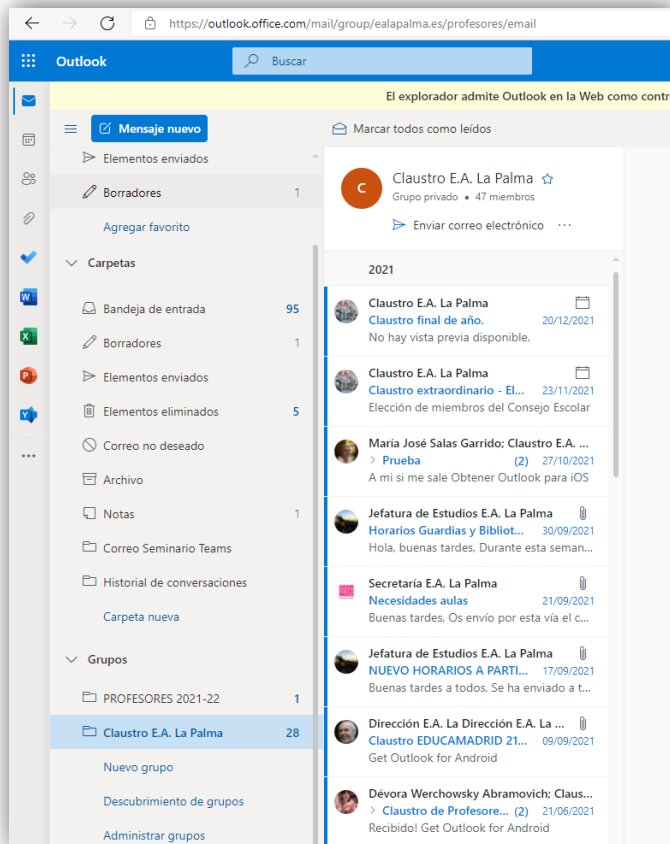 https://outlook.office.com/mail/group/ealapalma.es/profesores/email
Outlook
Buscar
El explorador admite Outlook en la Web como contr
Mensaje nuevo
Marcar todos como leídos
Elementos enviados
Borradores 1
Agregar favorito
Carpetas
Bandeja de entrada 95
Borradores 1
Elementos enviados
Elementos eliminados 5
Correo no deseado
Archivo
Notas 1
Correo Seminario Teams
Historial de conversaciones
Carpeta nueva
Grupos
PROFESORES 2021-22 1
Claustro E.A. La Palma 28
Nuevo grupo
Descubrimiento de grupos
Administrar grupos
C
Claustro E.A. La Palma
Grupo privado • 47 miembros
Enviar correo electrónico ...
2021
Claustro E.A. La Palma
Claustro final de año. 20/12/2021
No hay vista previa disponible.
Claustro E.A. La Palma
Claustro extraordinario - El... 23/11/2021
Elección de miembros del Consejo Escolar
María José Salas Garrido; Claustro E.A. ...
> Prueba (2) 27/10/2021
A mi si me sale Obtener Outlook para iOS
Jefatura de Estudios E.A. La Palma
Horarios Guardias y Bibliot... 30/09/2021
Hola, buenas tardes, Durante esta seman...
Secretaría E.A. La Palma
Necesidades aulas 21/09/2021
Buenas tardes, Os envío por esta vía el c...
Jefatura de Estudios E.A. La Palma
NUEVO HORARIOS A PARTI... 17/09/2021
Buenas tardes a todos, Se ha enviado a t...
Dirección E.A. La Dirección E.A. La ...
Claustro EDUCAMADRID 21... 09/09/2021
Get Outlook for Android
Dévora Werchowsky Abramovich; Claus...
> Claustro de Profesore... (2) 21/06/2021
Recibido! Get Outlook for Android